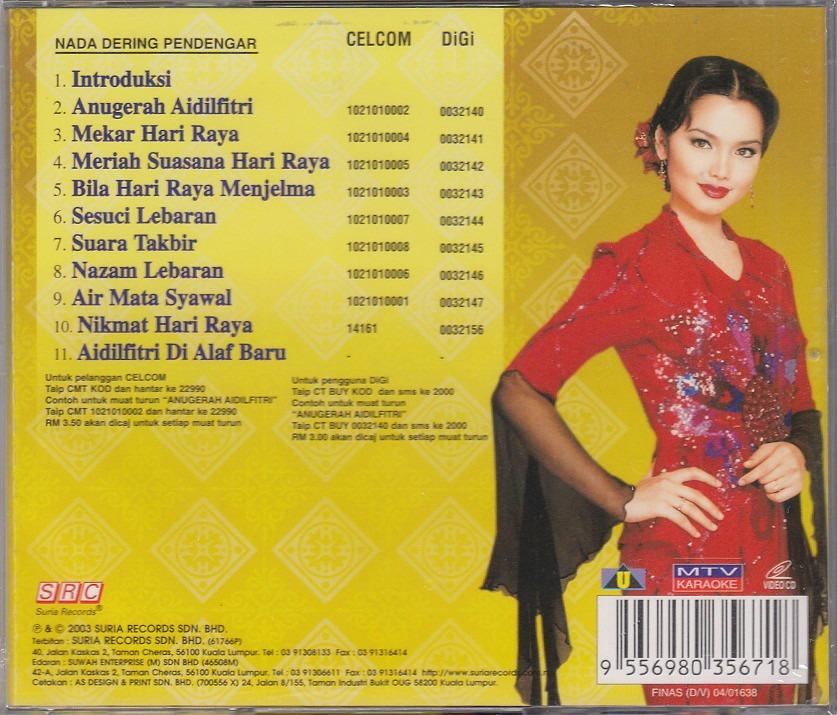 NADA DERING PENDENGAR CELCOM DiGi
1. Introduksi
2. Anugerah Aidilfitri 1021010002 0032140
3. Mekar Hari Raya 1021010004 0032141
4. Meriah Suasana Hari Raya 1021010005 0032142
5. Bila Hari Raya Menjelma 1021010003 0032143
6. Sesuci Lebaran 1021010007 0032144
7. Suara Takbir 1021010008 0032145
8. Nazam Lebaran 1021010006 0032146
9. Air Mata Syawal 1021010001 0032147
10. Nikmat Hari Raya 14161 0032156
11. Aidilfitri Di Alaf Baru - -
Untuk pelanggan CELCOM
Taip CMT KOD dan hantar ke 22990
Contoh untuk muat turun “ANUGERAH AIDILFITRI”
Taip CMT 1021010002 dan hantar ke 22990
RM 3.50 akan dicaj untuk setiap muat turun
Untuk pengguna DiGi
Taip CT BUY KOD dan sms ke 2000
Contoh untuk muat turun
“ANUGERAH AIDILFITRI”
Taip CT BUY 0032140 dan sms ke 2000
RM 3.00 akan dicaj untuk setiap muat turun
SRC
Suria Records®
U
MTV
KARAOKE
VIDEO CD
℗ & © 2003 SURIA RECORDS SDN. BHD.
Terbitan : SURIA RECORDS SDN. BHD. (61766P)
40, Jalan Kaskas 2, Taman Cheras, 56100 Kuala Lumpur. Tel : 03 91308133 Fax : 03 91316414
Edaran : SUWAH ENTERPRISE (M) SDN BHD (46508M)
42-A, Jalan Kaskas 2, Taman Cheras, 56100 Kuala Lumpur. Tel : 03 91306611 Fax : 03 91316414 http://www.suriarecords.com.
Cetakan : AS DESIGN & PRINT SDN. BHD. (700556 X) 24, Jalan 8/155, Taman Industri Bukit OUG 58200 Kuala Lumpur.
9 556980 356718
FINAS (D/V) 04/01638